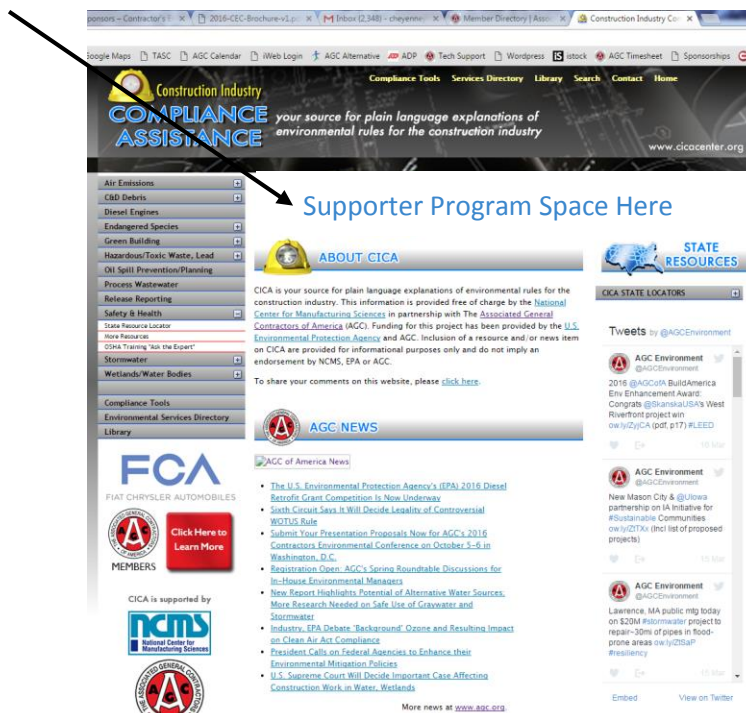 ponsors – Contractor's E
2016-CEC-Brochure-v1.p
Inbox (2,348) - cheyenne
Member Directory | Assoc
Construction Industry Co
Google Maps TASC AGC Calendar iWeb Login AGC Alternative ADP Tech Support Wordpress istock AGC Timesheet Sponsorships
Compliance Tools Services Directory Library Search Contact Home
Construction Industry
COMPLIANCE
ASSISTANCE
your source for plain language explanations of
environmental rules for the construction industry
www.cicacenter.org
Air Emissions
C&D Debris
Diesel Engines
Endangered Species
Green Building
Hazardous/Toxic Waste, Lead
Oil Spill Prevention/Planning
Process Wastewater
Release Reporting
Safety & Health
State Resource Locator
More Resources
OSHA Training "Ask the Expert"
Stormwater
Wetlands/Water Bodies
Compliance Tools
Environmental Services Directory
Library
FCA
FIAT CHRYSLER AUTOMOBILES
AGC
MEMBERS
Click Here to
Learn More
CICA is supported by
ncms
National Center for
Manufacturing Sciences
THE ASSOCIATED GENERAL CONTRACTORS
AGC
Supporter Program Space Here
ABOUT CICA
CICA is your source for plain language explanations of environmental rules for the
construction industry. This information is provided free of charge by the National
Center for Manufacturing Sciences in partnership with The Associated General
Contractors of America (AGC). Funding for this project has been provided by the U.S.
Environmental Protection Agency and AGC. Inclusion of a resource and/or news item
on CICA are provided for informational purposes only and do not imply an
endorsement by NCMS, EPA or AGC.
To share your comments on this website, please click here.
AGC NEWS
AGC of America News
The U.S. Environmental Protection Agency's (EPA) 2016 Diesel
Retrofit Grant Competition Is Now Underway
Sixth Circuit Says It Will Decide Legality of Controversial
WOTUS Rule
Submit Your Presentation Proposals Now for AGC's 2016
Contractors Environmental Conference on October 5-6 in
Washington, D.C.
Registration Open: AGC's Spring Roundtable Discussions for
In-House Environmental Managers
New Report Highlights Potential of Alternative Water Sources,
More Research Needed on Safe Use of Graywater and
Stormwater
Industry, EPA Debate 'Background' Ozone and Resulting Impact
on Clean Air Act Compliance
President Calls on Federal Agencies to Enhance their
Environmental Mitigation Policies
U.S. Supreme Court Will Decide Important Case Affecting
Construction Work in Water, Wetlands
More news at www.agc.org.
STATE
RESOURCES
CICA STATE LOCATORS
Tweets by @AGCEnvironment
AGC Environment
@AGCEnvironment
2016 @AGCofA BuildAmerica
Env Enhancement Award:
Congrats @SkanskaUSA's West
Riverfront project win
ow.ly/ZyjCA (pdf, p17) #LEED
16 Mar
AGC Environment
@AGCEnvironment
New Mason City & @UIowa
partnership on IA Initiative for
#Sustainable Communities
(Incl list of proposed
projects)
15 Mar
AGC Environment
@AGCEnvironment
Lawrence, MA public mtg today
on $20M #stormwater project to
repair~30mi of pipes in flood-
prone areas
#resiliency
15 Mar
Embed View on Twitter